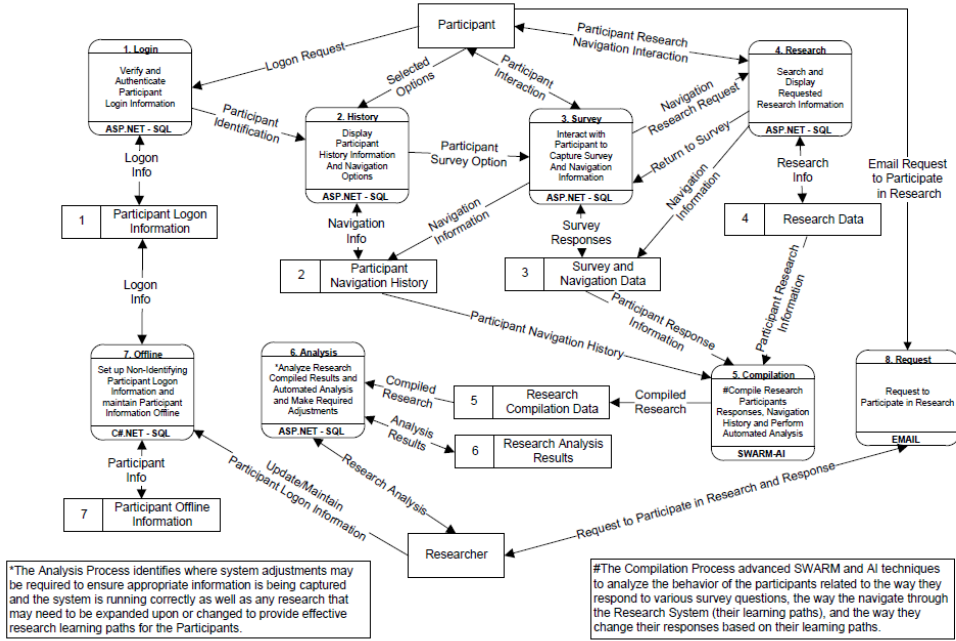 Participant
Logon Request
Selected
Options
Participant
Interaction
Participant Research
Navigation Interaction
1. Login
Verify and
Authenticate
Participant
Login Information
ASP.NET - SQL
Participant
Identification
2. History
Display
Participant
History Information
And Navigation
Options
ASP.NET - SQL
Participant
Survey Option
3. Survey
Interact with
Participant to
Capture Survey
And Navigation
Information
ASP.NET - SQL
Navigation
Research Request
Return to Survey
4. Research
Search and
Display
Requested
Research Information
ASP.NET - SQL
Email Request
to Participate
in Research
Logon
Info
Navigation
Info
Navigation
Information
Survey
Responses
Navigation
Information
Research
Info
1
Participant Logon
Information
2
Participant
Navigation History
3
Survey and
Navigation Data
4
Research Data
Logon
Info
Participant Navigation History
Participant Response
Information
Participant Research
Information
7. Offline
Set up Non-Identifying
Participant Logon
Information and
maintain Participant
Information Offline
C#.NET - SQL
6. Analysis
*Analyze Research
Compiled Results and
Automated Analysis
and Make Required
Adjustments
ASP.NET - SQL
Compiled
Research
5
Research
Compilation Data
Compiled
Research
5. Compilation
#Compile Research
Participants
Responses, Navigation
History and Perform
Automated Analysis
SWARM-AI
8. Request
Request to
Participate in Research
EMAIL
Analysis
Results
6
Research Analysis
Results
Participant
Info
7
Participant Offline
Information
Update/Maintain
Participant Logon Information
Research Analysis
Request to Participate in Research and Response
Researcher
*The Analysis Process identifies where system adjustments may
be required to ensure appropriate information is being captured
and the system is running correctly as well as any research that
may need to be expanded upon or changed to provide effective
research learning paths for the Participants.
#The Compilation Process advanced SWARM and AI techniques
to analyze the behavior of the participants related to the way they
respond to various survey questions, the way the navigate through
the Research System (their learning paths), and the way they
change their responses based on their learning paths.